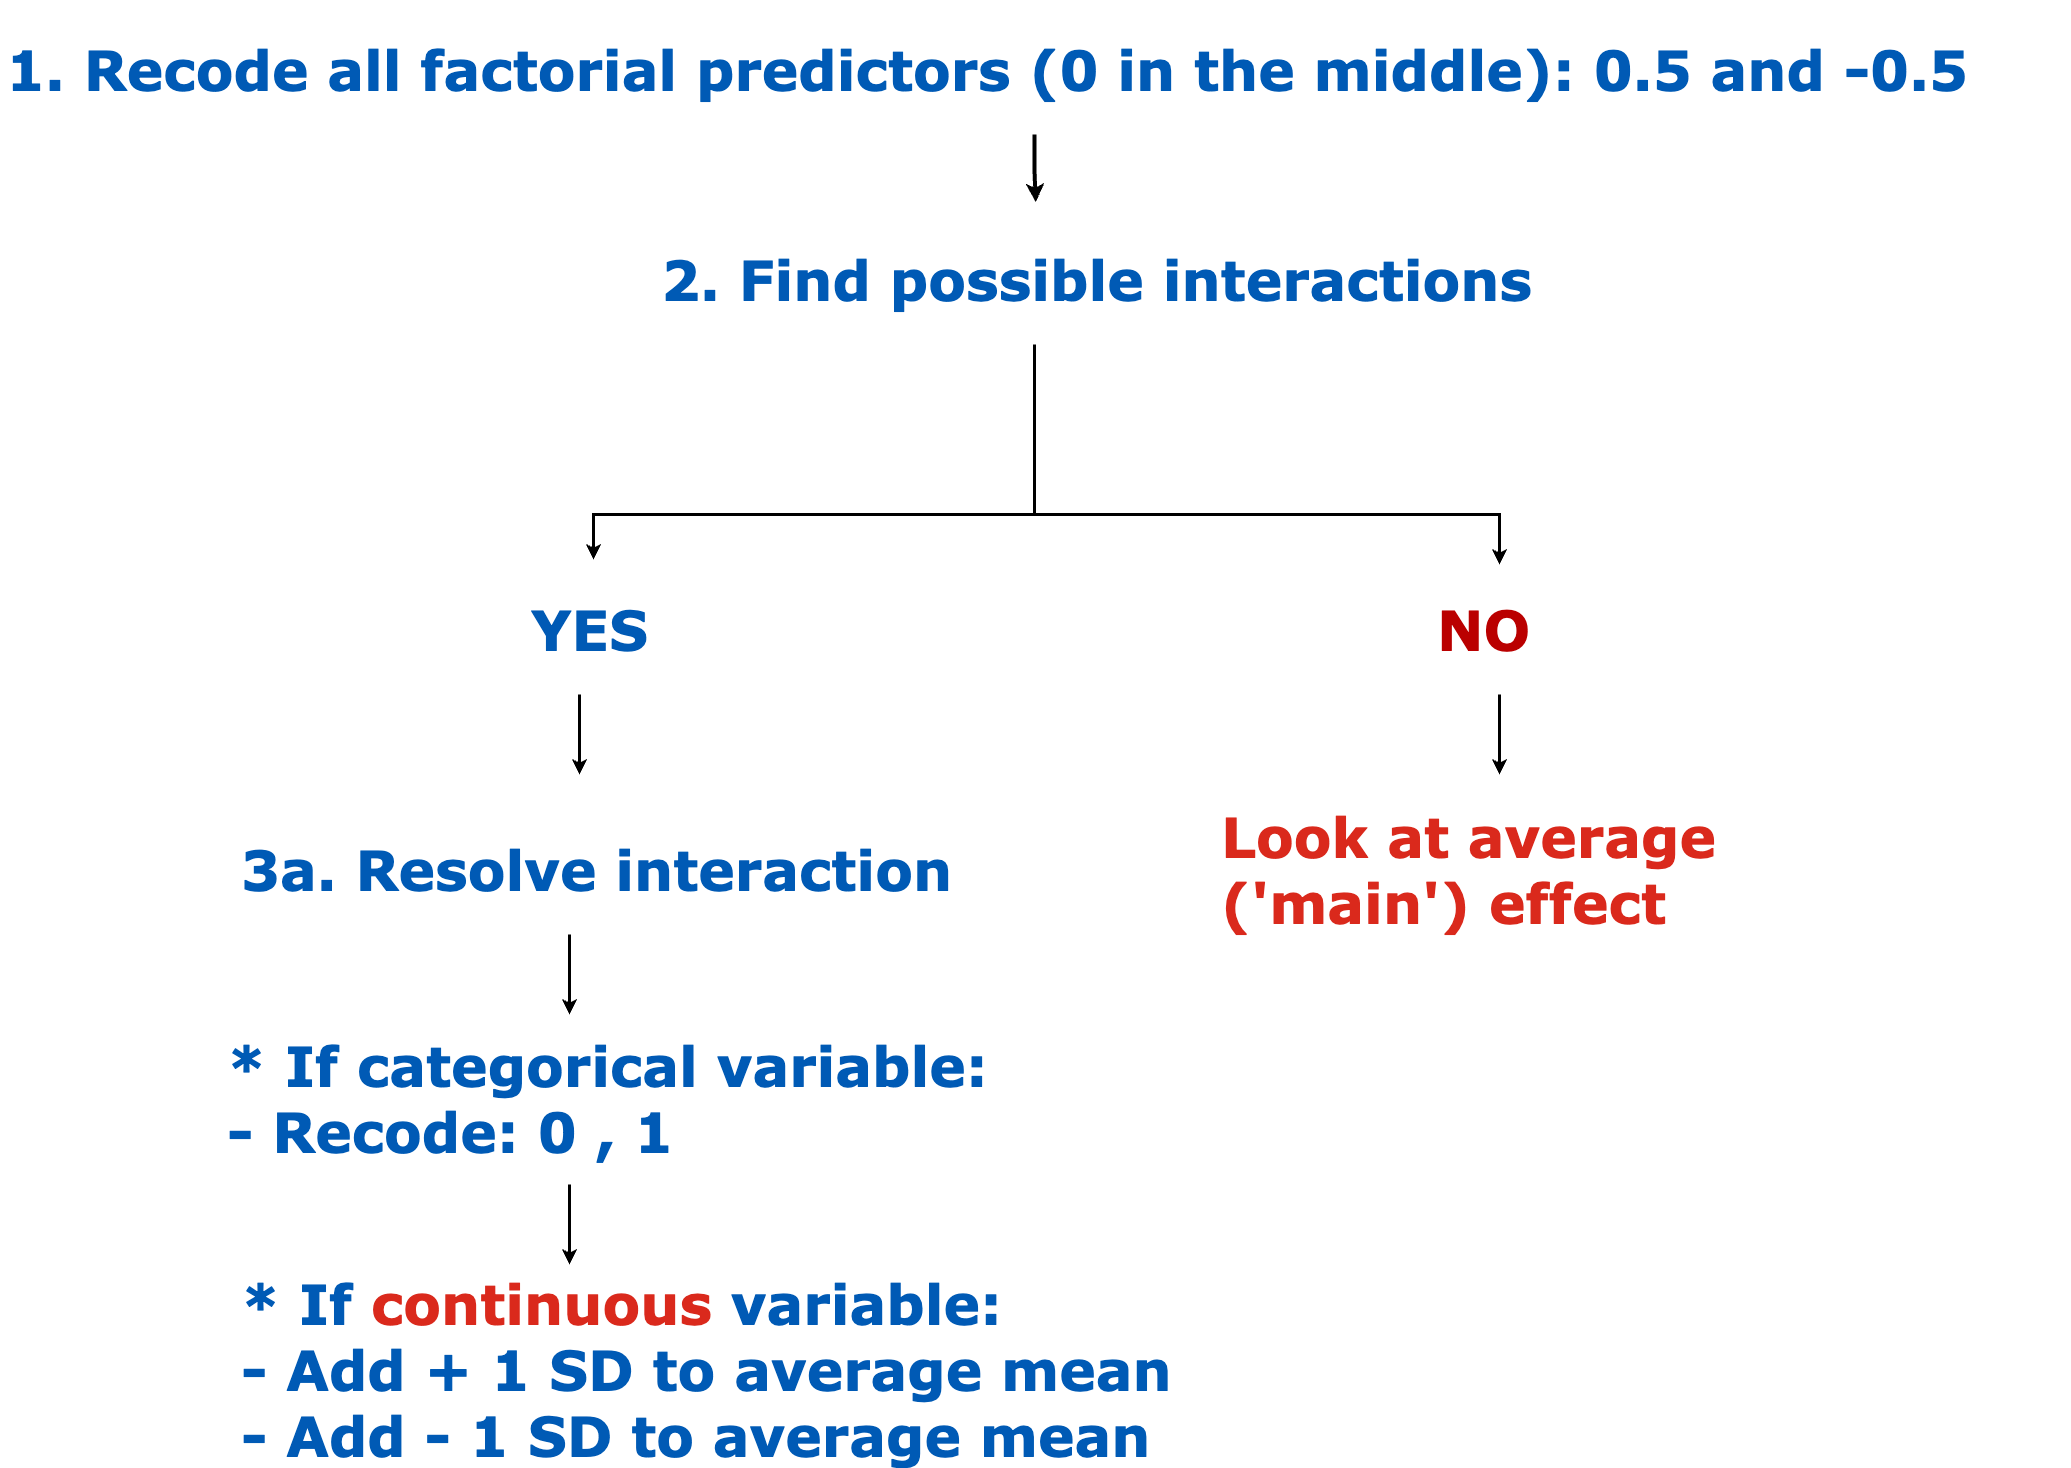 1. Recode all factorial predictors (0 in the middle): 0.5 and -0.5
2. Find possible interactions
YES
NO
3a. Resolve interaction
Look at average
('main') effect
* If categorical variable:
- Recode: 0 , 1
* If continuous variable:
- Add + 1 SD to average mean
- Add - 1 SD to average mean